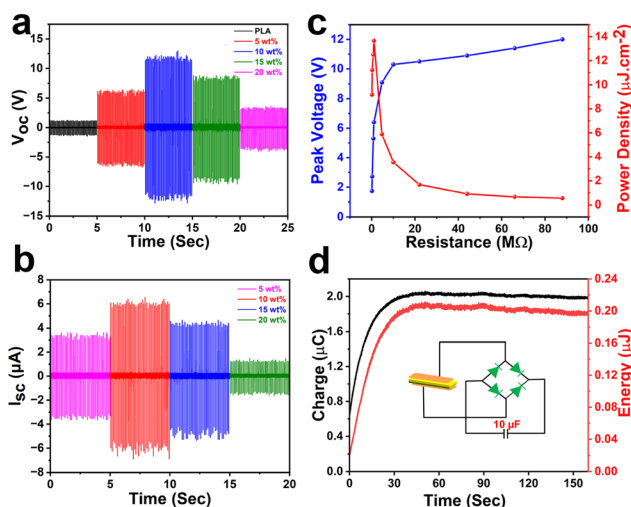 a
PLA
5 wt%
10 wt%
15 wt%
20 wt%
15
10
5
0
−5
−10
−15
V_OC (V)
0 5 10 15 20 25
Time (Sec)
c
12
10
8
6
4
2
0
Peak Voltage (V)
14
12
10
8
6
4
2
0
Power Density (μJ.cm⁻²)
0 20 40 60 80 100
Resistance (MΩ)
b
5 wt%
10 wt%
15 wt%
20 wt%
8
6
4
2
0
−2
−4
−6
−8
I_SC (μA)
0 5 10 15 20
Time (Sec)
d
2.0
1.6
1.2
0.8
0.4
0.0
Charge (μC)
0.24
0.20
0.16
0.12
0.08
0.04
0.00
Energy (μJ)
10 μF
0 30 60 90 120 150
Time (Sec)